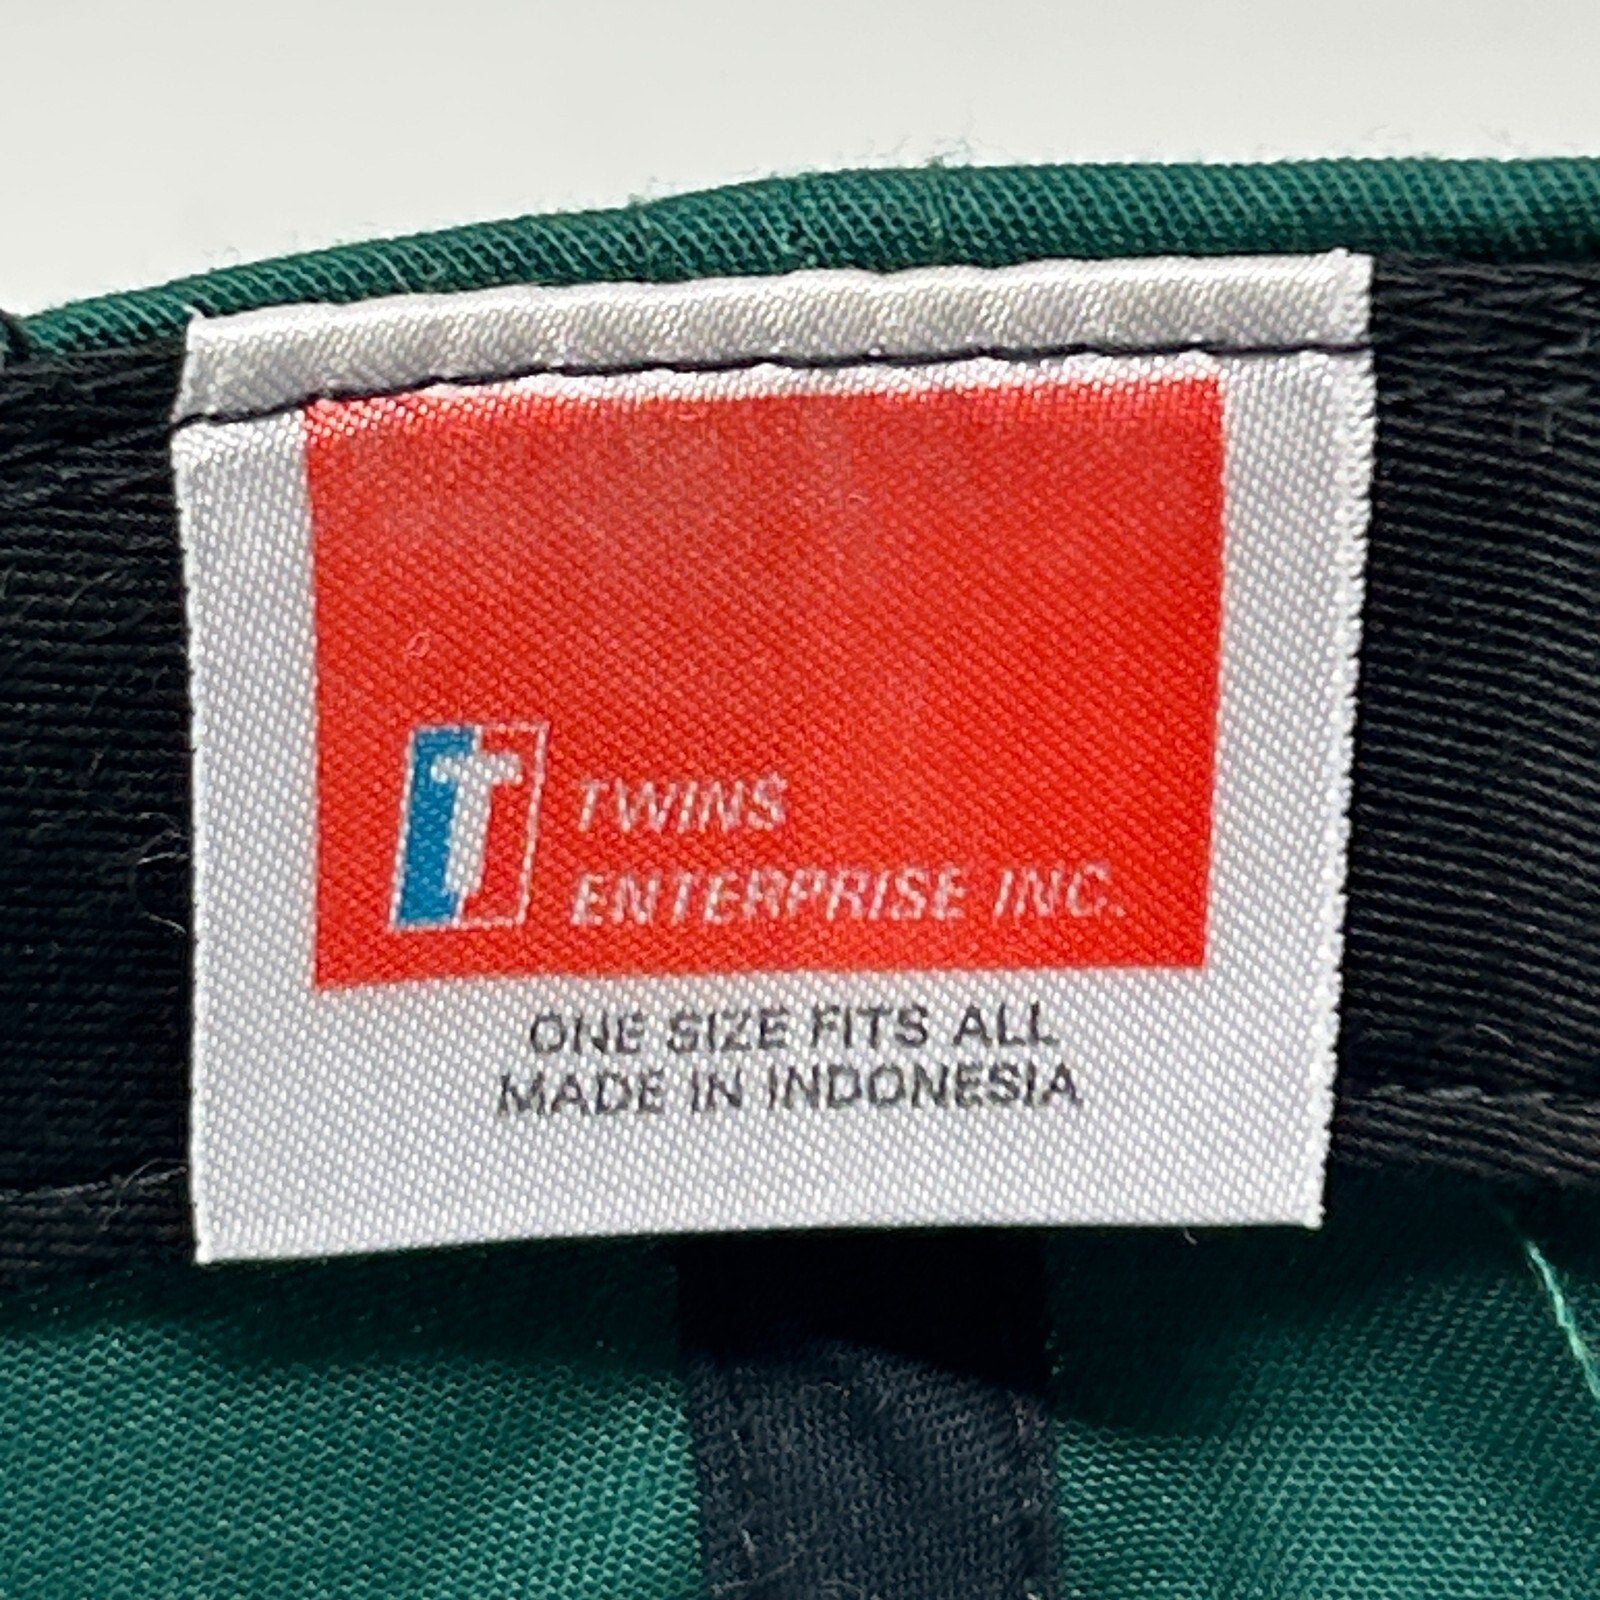 T
TWINS
ENTERPRISE INC.
ONE SIZE FITS ALL
MADE IN INDONESIA